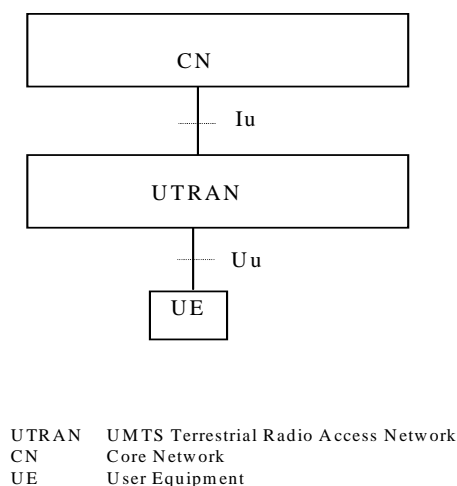 CN
Iu
UTRAN
Uu
UE
UTRAN UMTS Terrestrial Radio Access Network
CN Core Network
UE User Equipment